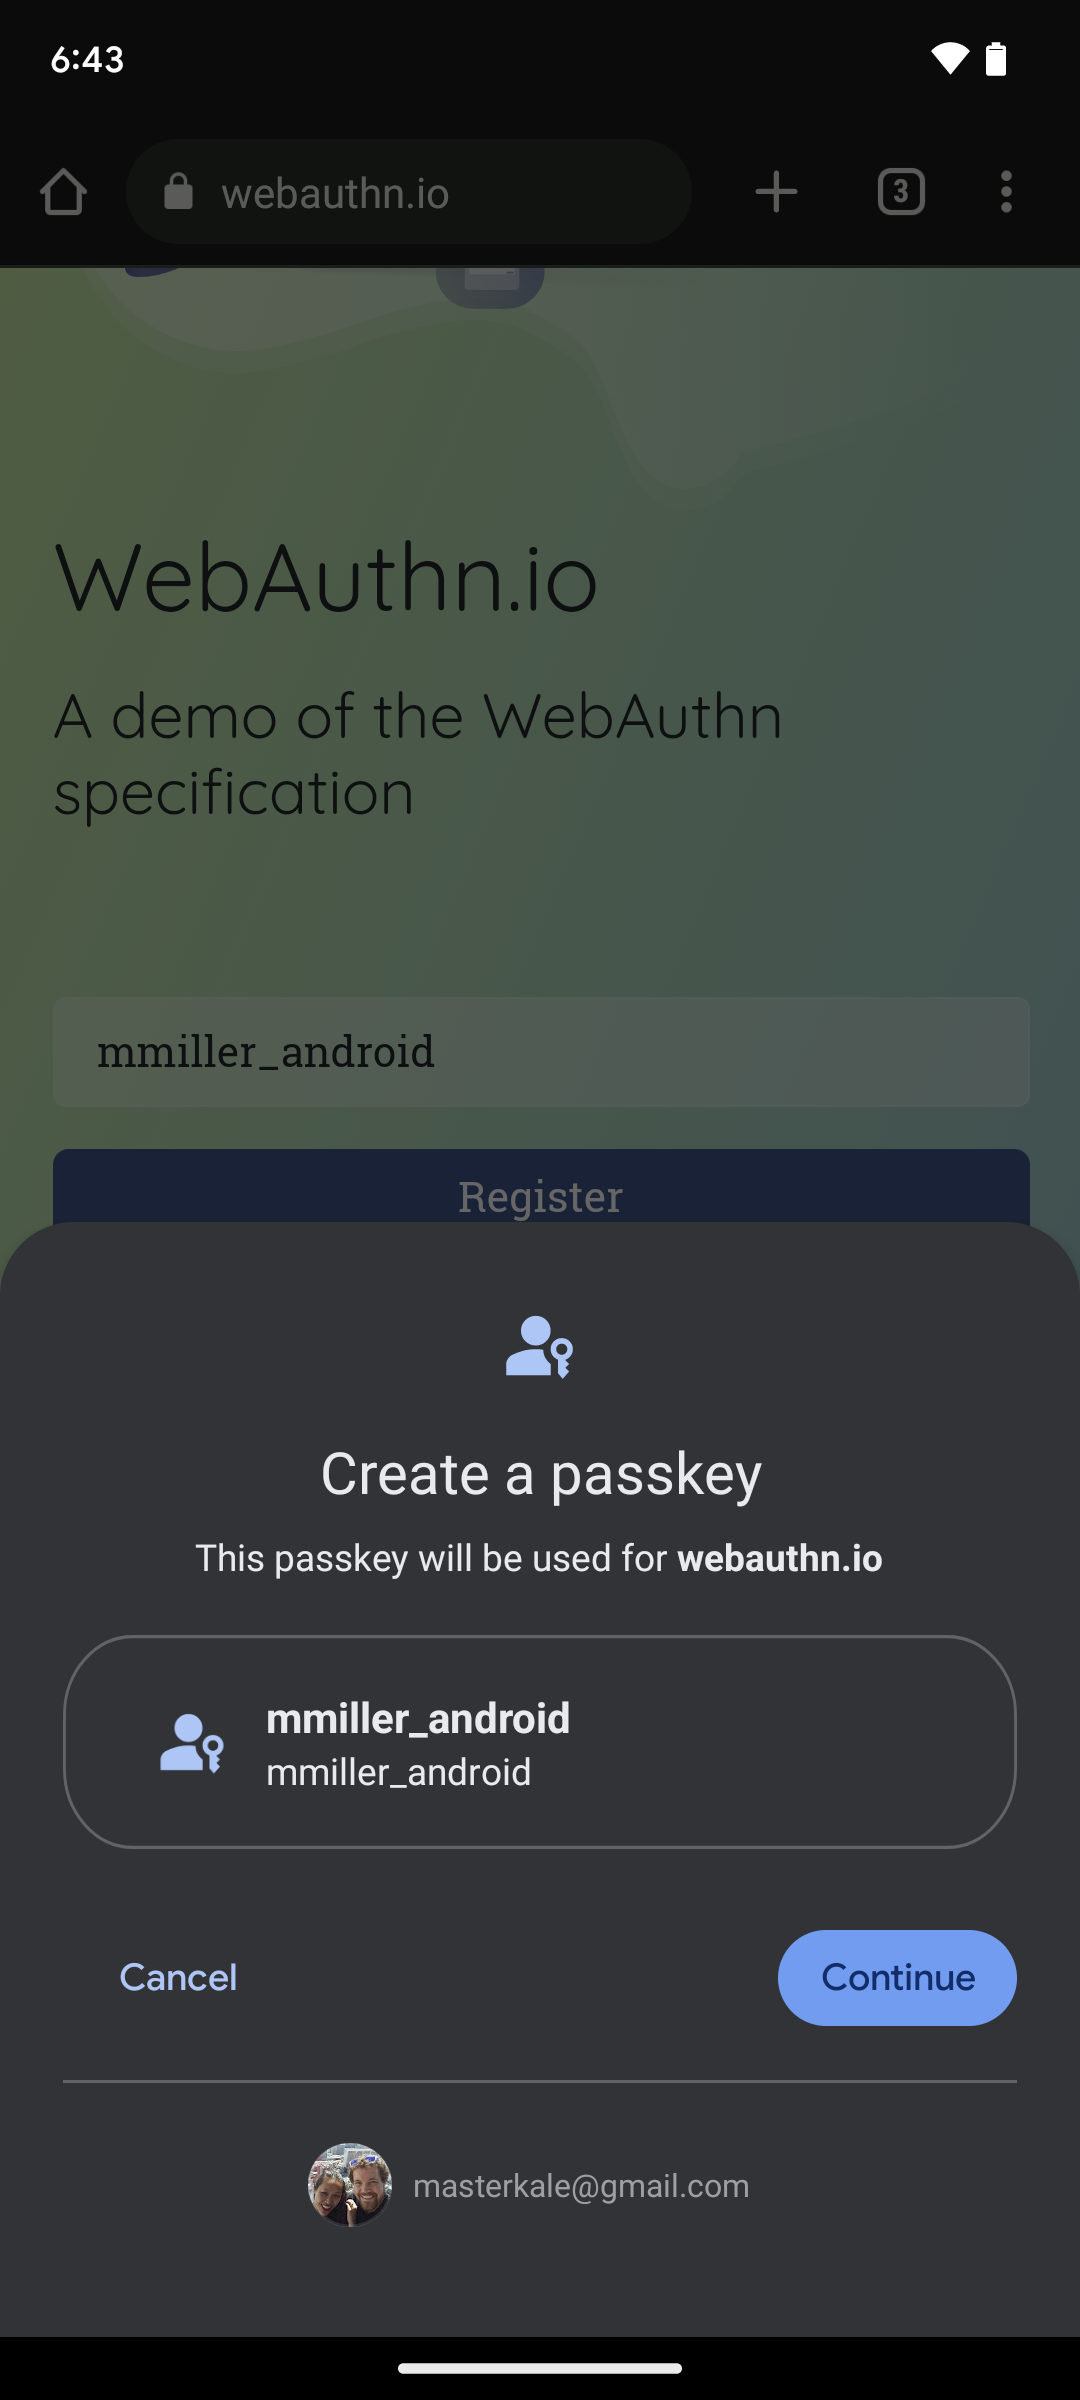 6:43
webauthn.io
3
WebAuthn.io
A demo of the WebAuthn
specification
mmiller_android
Register
Create a passkey
This passkey will be used for webauthn.io
mmiller_android
mmiller_android
Cancel
Continue
masterkale@gmail.com